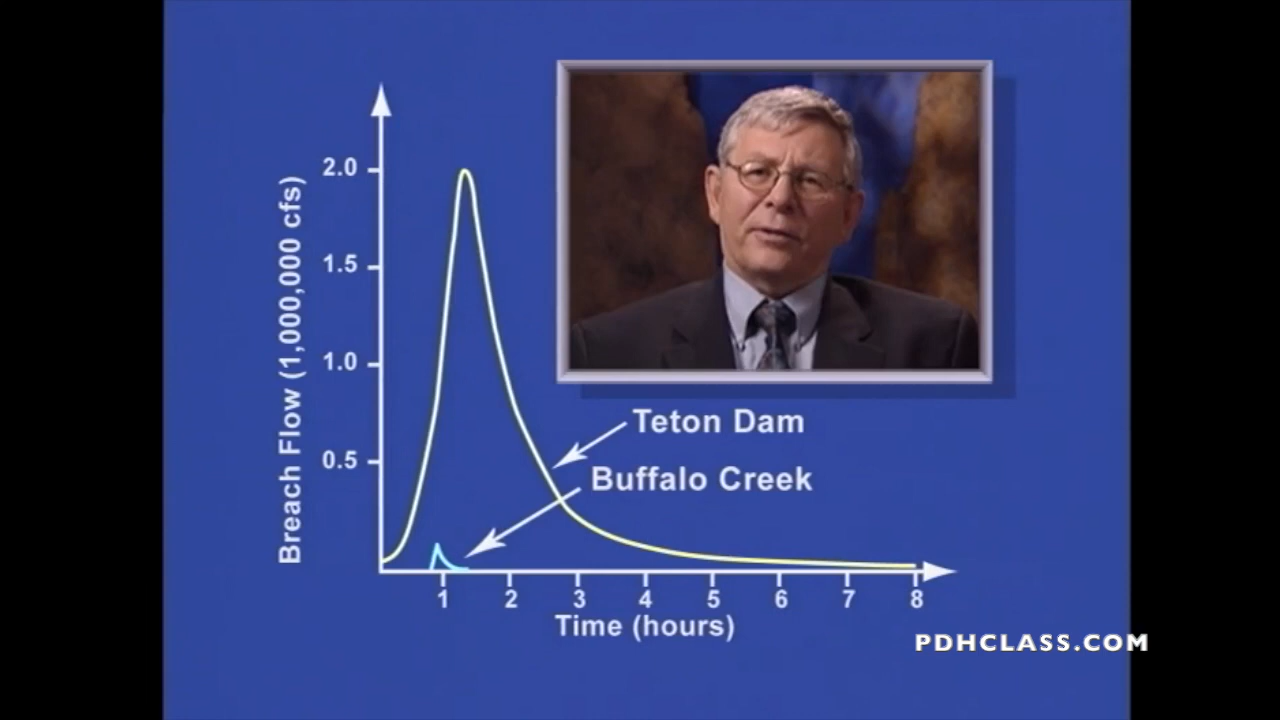 2.0
1.5
1.0
0.5
Breach Flow (1,000,000 cfs)
Teton Dam
Buffalo Creek
1 2 3 4 5 6 7 8
Time (hours)
PDHCLASS.COM